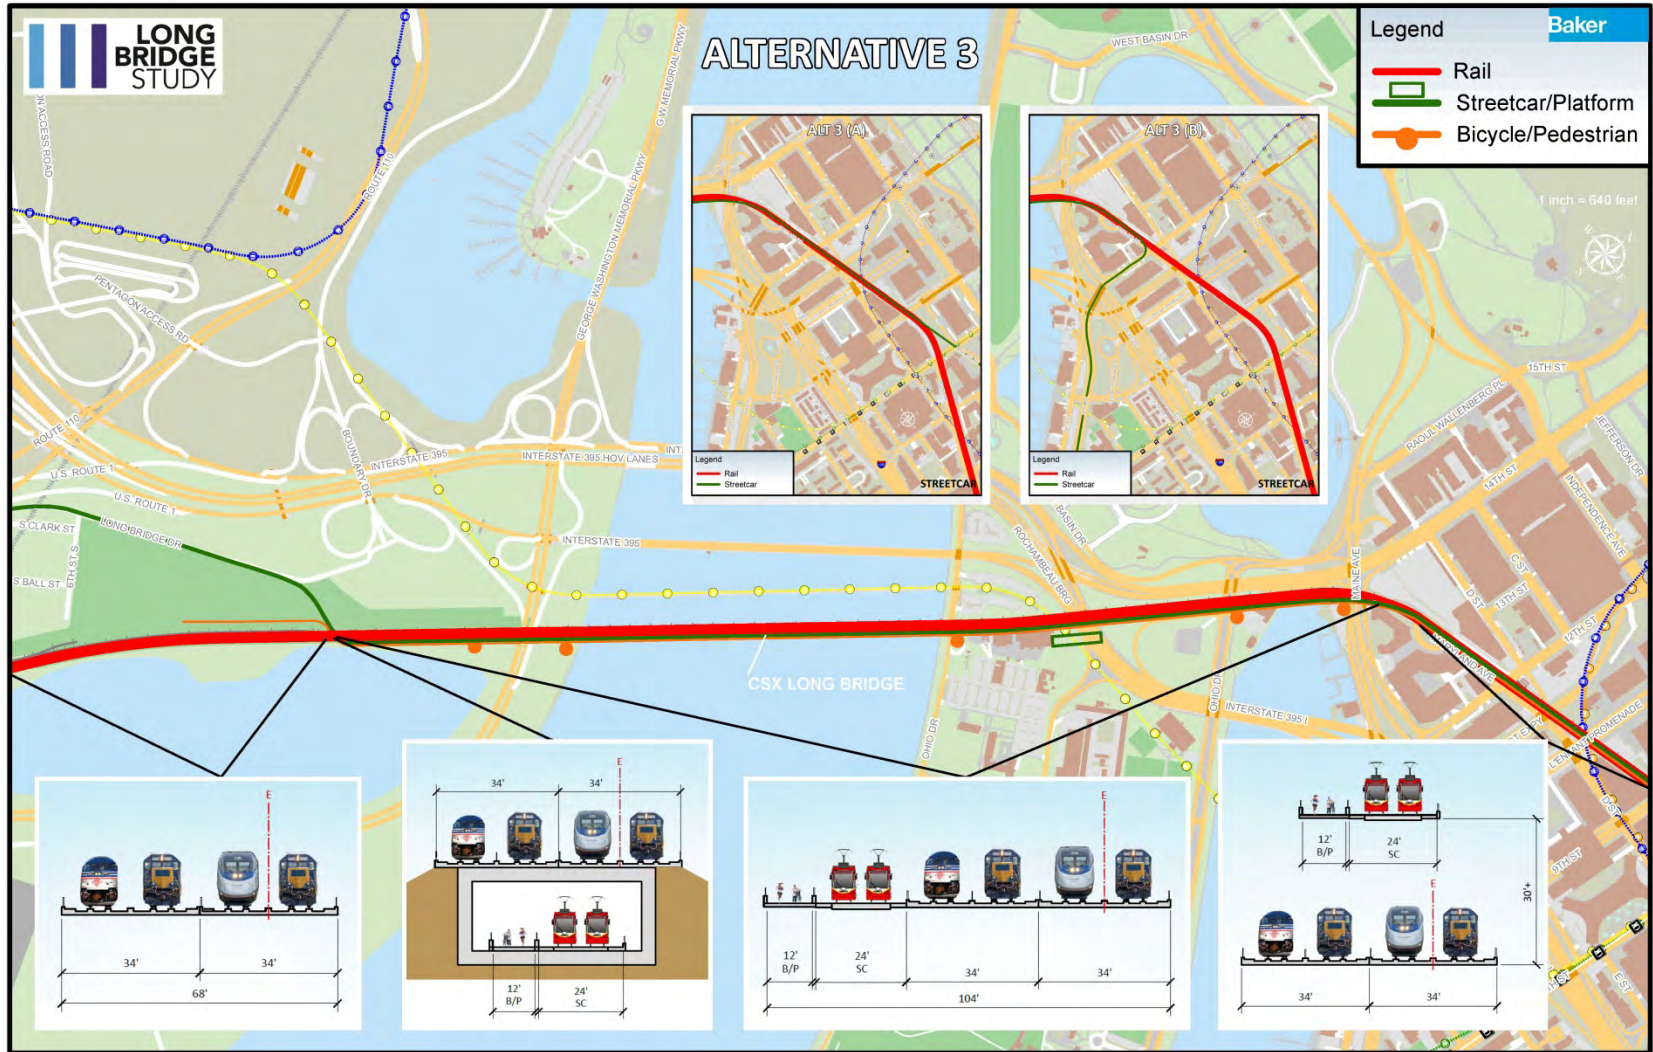 LONG
BRIDGE
STUDY
ALTERNATIVE 3
Legend
Baker
Rail
Streetcar/Platform
Bicycle/Pedestrian
1 inch = 640 feet
ALT 3 (A)
Legend
Rail
Streetcar
STREETCAR
ALT 3 (B)
Legend
Rail
Streetcar
STREETCAR
ACCESS ROAD
ROUTE 110
G.W MEMORIAL PKWY
GEORGE WASHINGTON MEMORIAL PKWY
WEST BASIN DR
PENTAGON ACCESS RD
ROUTE 110
U.S. ROUTE 1
U.S. ROUTE 1
BOUNDARY DR
INTERSTATE 395
INTERSTATE 395 HOV LANES
INT
INTERSTATE 395
S CLARK ST
LONG BRIDGE DR
6TH ST S
S BALL ST
BASIN DR
ROCHAMBEAU BRG
MAINE AVE
15TH ST
RAOUL WALLENBERG PL
JEFFERSON DR
14TH ST
INDEPENDENCE AVE
C ST
D ST
13TH ST
12TH ST
MARYLAND AVE
CSX LONG BRIDGE
OHIO DR
OHIO DR
INTERSTATE 395 I
ST EXPY
L'ENFANT PROMENADE
D ST
9TH ST
E ST
E
34'
34'
68'
34'
34'
E
12'
B/P
24'
SC
E
12'
B/P
24'
SC
34'
34'
104'
12'
B/P
24'
SC
30'+
E
34'
34'